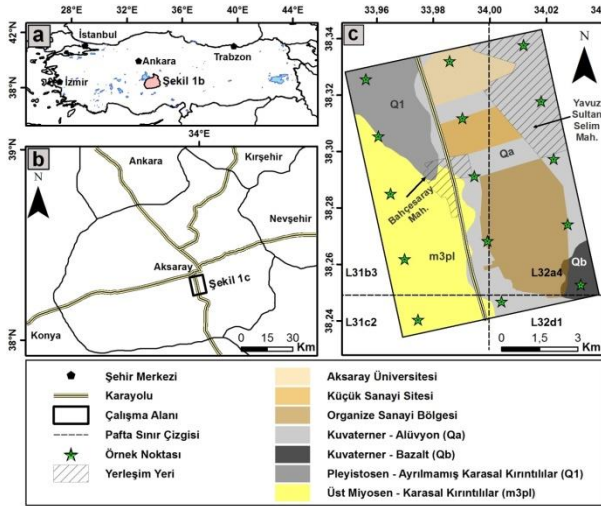 28°E
32°E
36°E
40°E
44°E
42°N
38°N
a
İstanbul
Ankara
Trabzon
İzmir
Şekil 1b
34°E
39°N
38°N
b
N
Ankara
Kırşehir
Nevşehir
Aksaray
Şekil 1c
Konya
0 15 30
Km
33,96
33,98
34,00
34,02
34,04
38,34
38,32
38,30
38,28
38,26
38,24
c
N
Q1
Yavuz
Sultan
Selim
Mah.
Qa
Bahçesaray
Mah.
m3pl
L31b3
L32a4
Qb
L31c2
L32d1
0 1,5 3
Km
Şehir Merkezi
Karayolu
Çalışma Alanı
Pafta Sınır Çizgisi
Örnek Noktası
Yerleşim Yeri
Aksaray Üniversitesi
Küçük Sanayi Sitesi
Organize Sanayi Bölgesi
Kuvaterner - Alüvyon (Qa)
Kuvaterner - Bazalt (Qb)
Pleyistosen - Ayrılmamış Karasal Kırıntılılar (Q1)
Üst Miyosen - Karasal Kırıntılılar (m3pl)